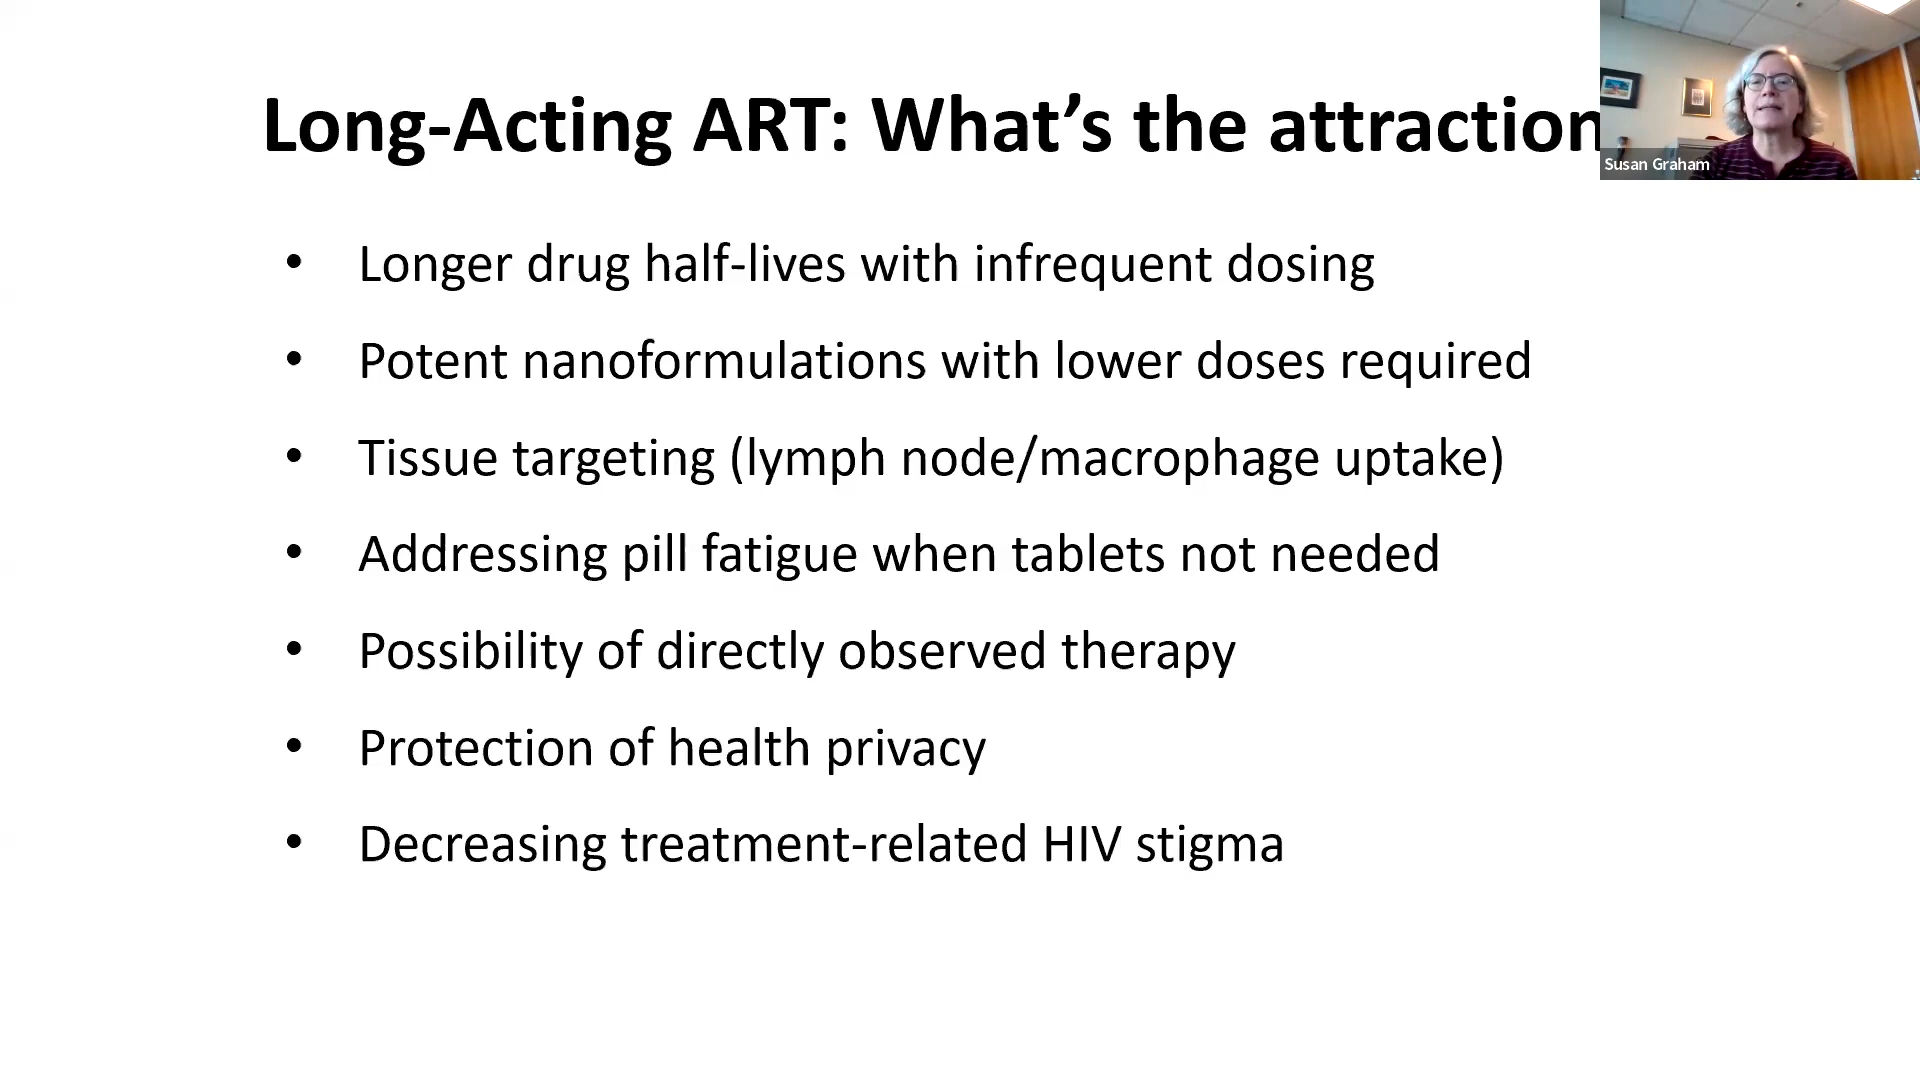 Long-Acting ART: What's the attraction
Susan Graham
• Longer drug half-lives with infrequent dosing
• Potent nanoformulations with lower doses required
• Tissue targeting (lymph node/macrophage uptake)
• Addressing pill fatigue when tablets not needed
• Possibility of directly observed therapy
• Protection of health privacy
• Decreasing treatment-related HIV stigma